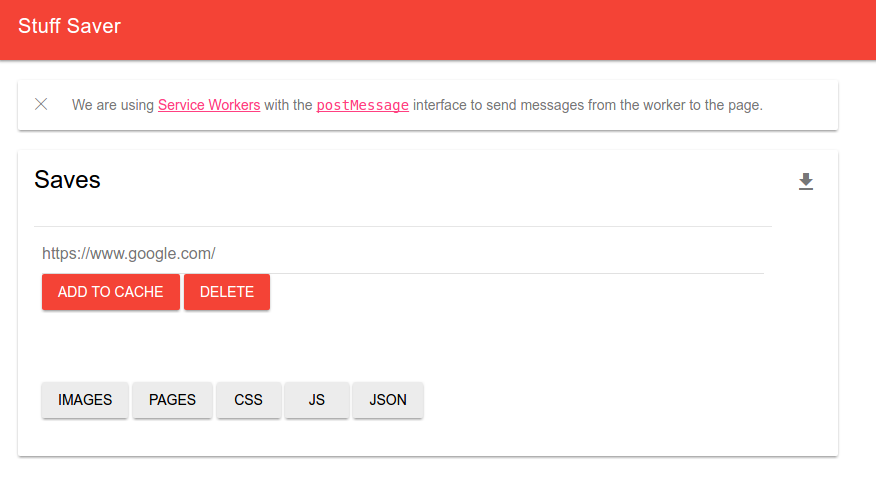 Stuff Saver
We are using Service Workers with the postMessage interface to send messages from the worker to the page.
Saves
https://www.google.com/
ADD TO CACHE DELETE
IMAGES PAGES CSS JS JSON